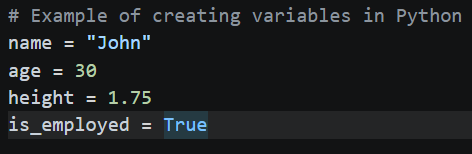 # Example of creating variables in Python
name = "John"
age = 30
height = 1.75
is_employed = True